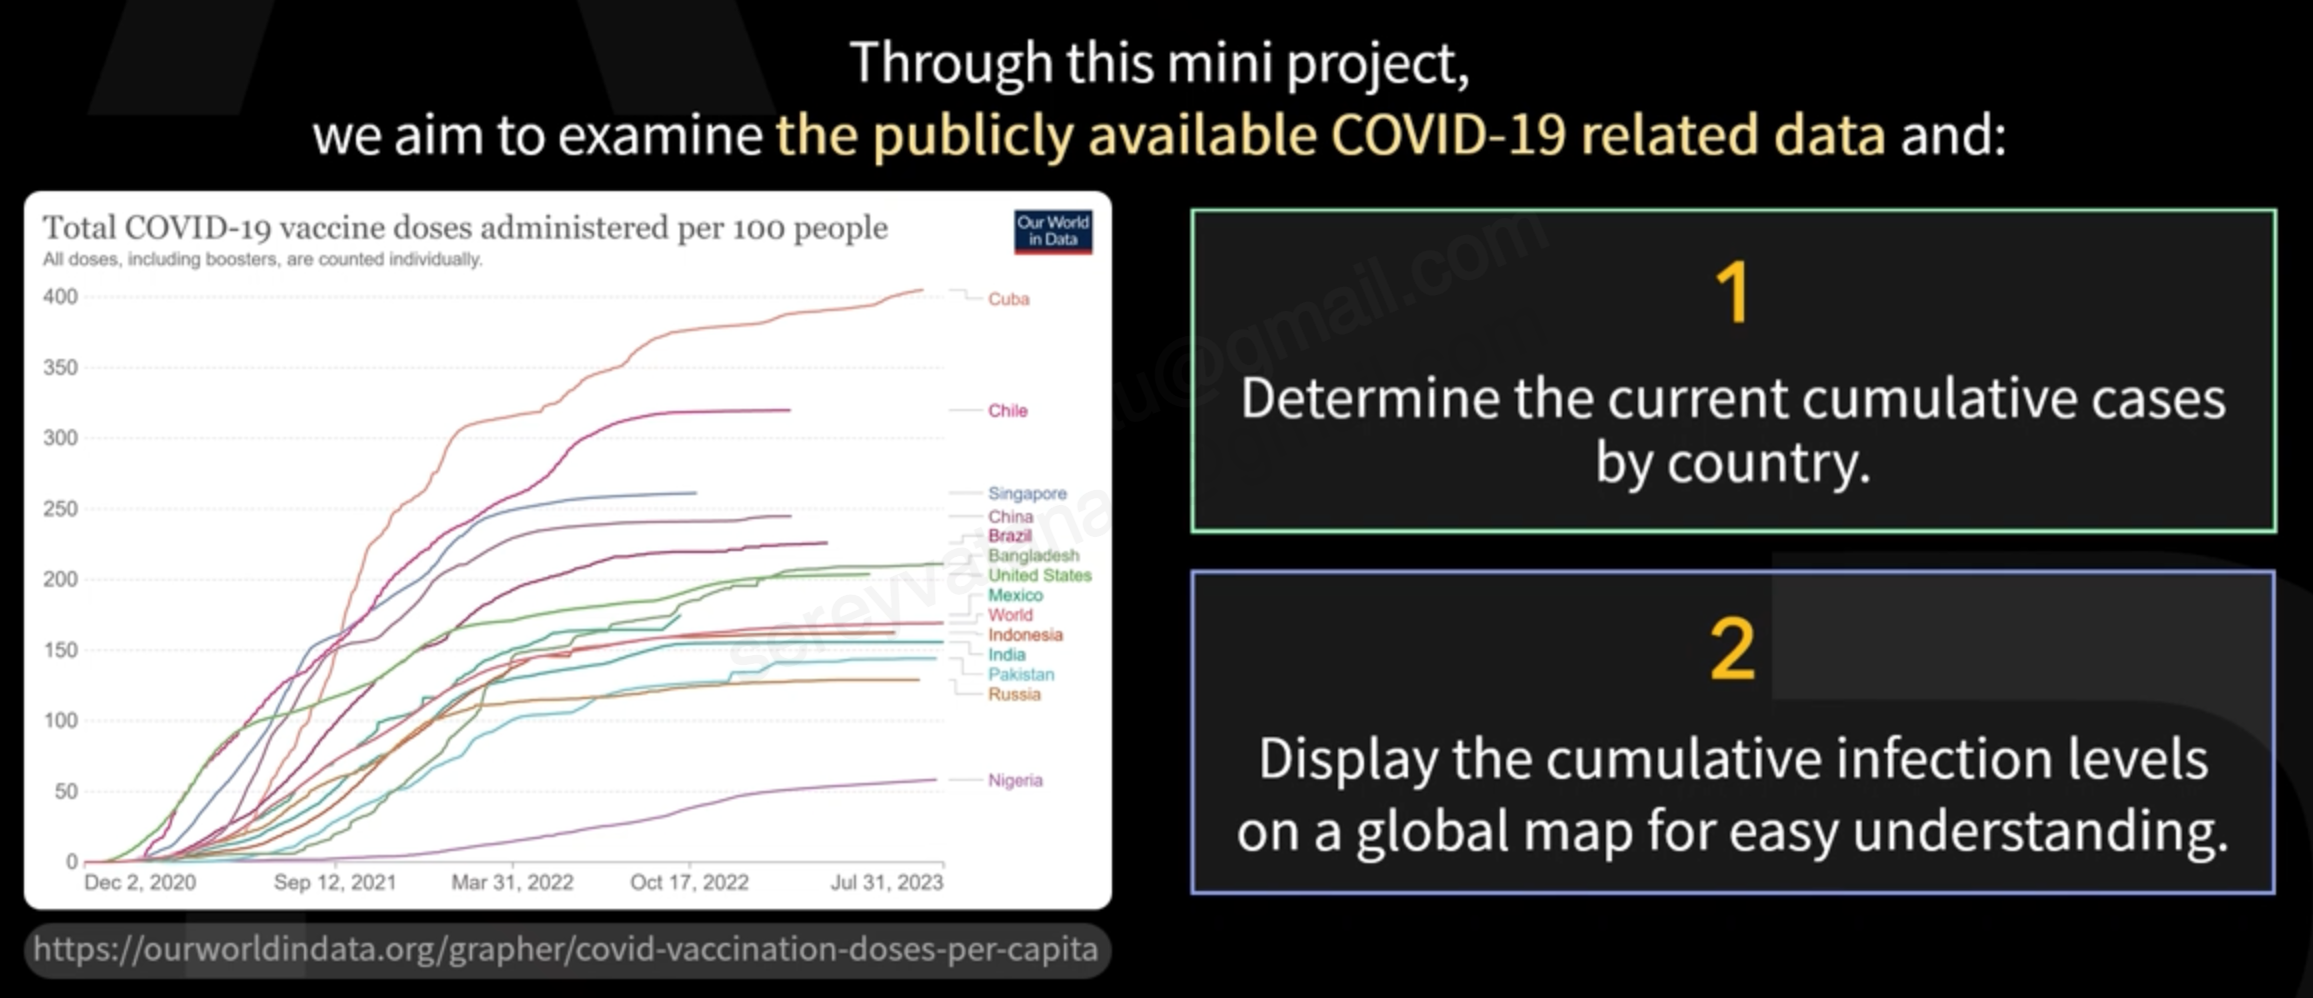 Through this mini project,
we aim to examine the publicly available COVID-19 related data and:
Total COVID-19 vaccine doses administered per 100 people
All doses, including boosters, are counted individually.
Our World
in Data
400
350
300
250
200
150
100
50
0
Cuba
Chile
Singapore
China
Brazil
Bangladesh
United States
Mexico
World
Indonesia
India
Pakistan
Russia
Nigeria
Dec 2, 2020
Sep 12, 2021
Mar 31, 2022
Oct 17, 2022
Jul 31, 2023
https://ourworldindata.org/grapher/covid-vaccination-doses-per-capita
1
Determine the current cumulative cases
by country.
2
Display the cumulative infection levels
on a global map for easy understanding.